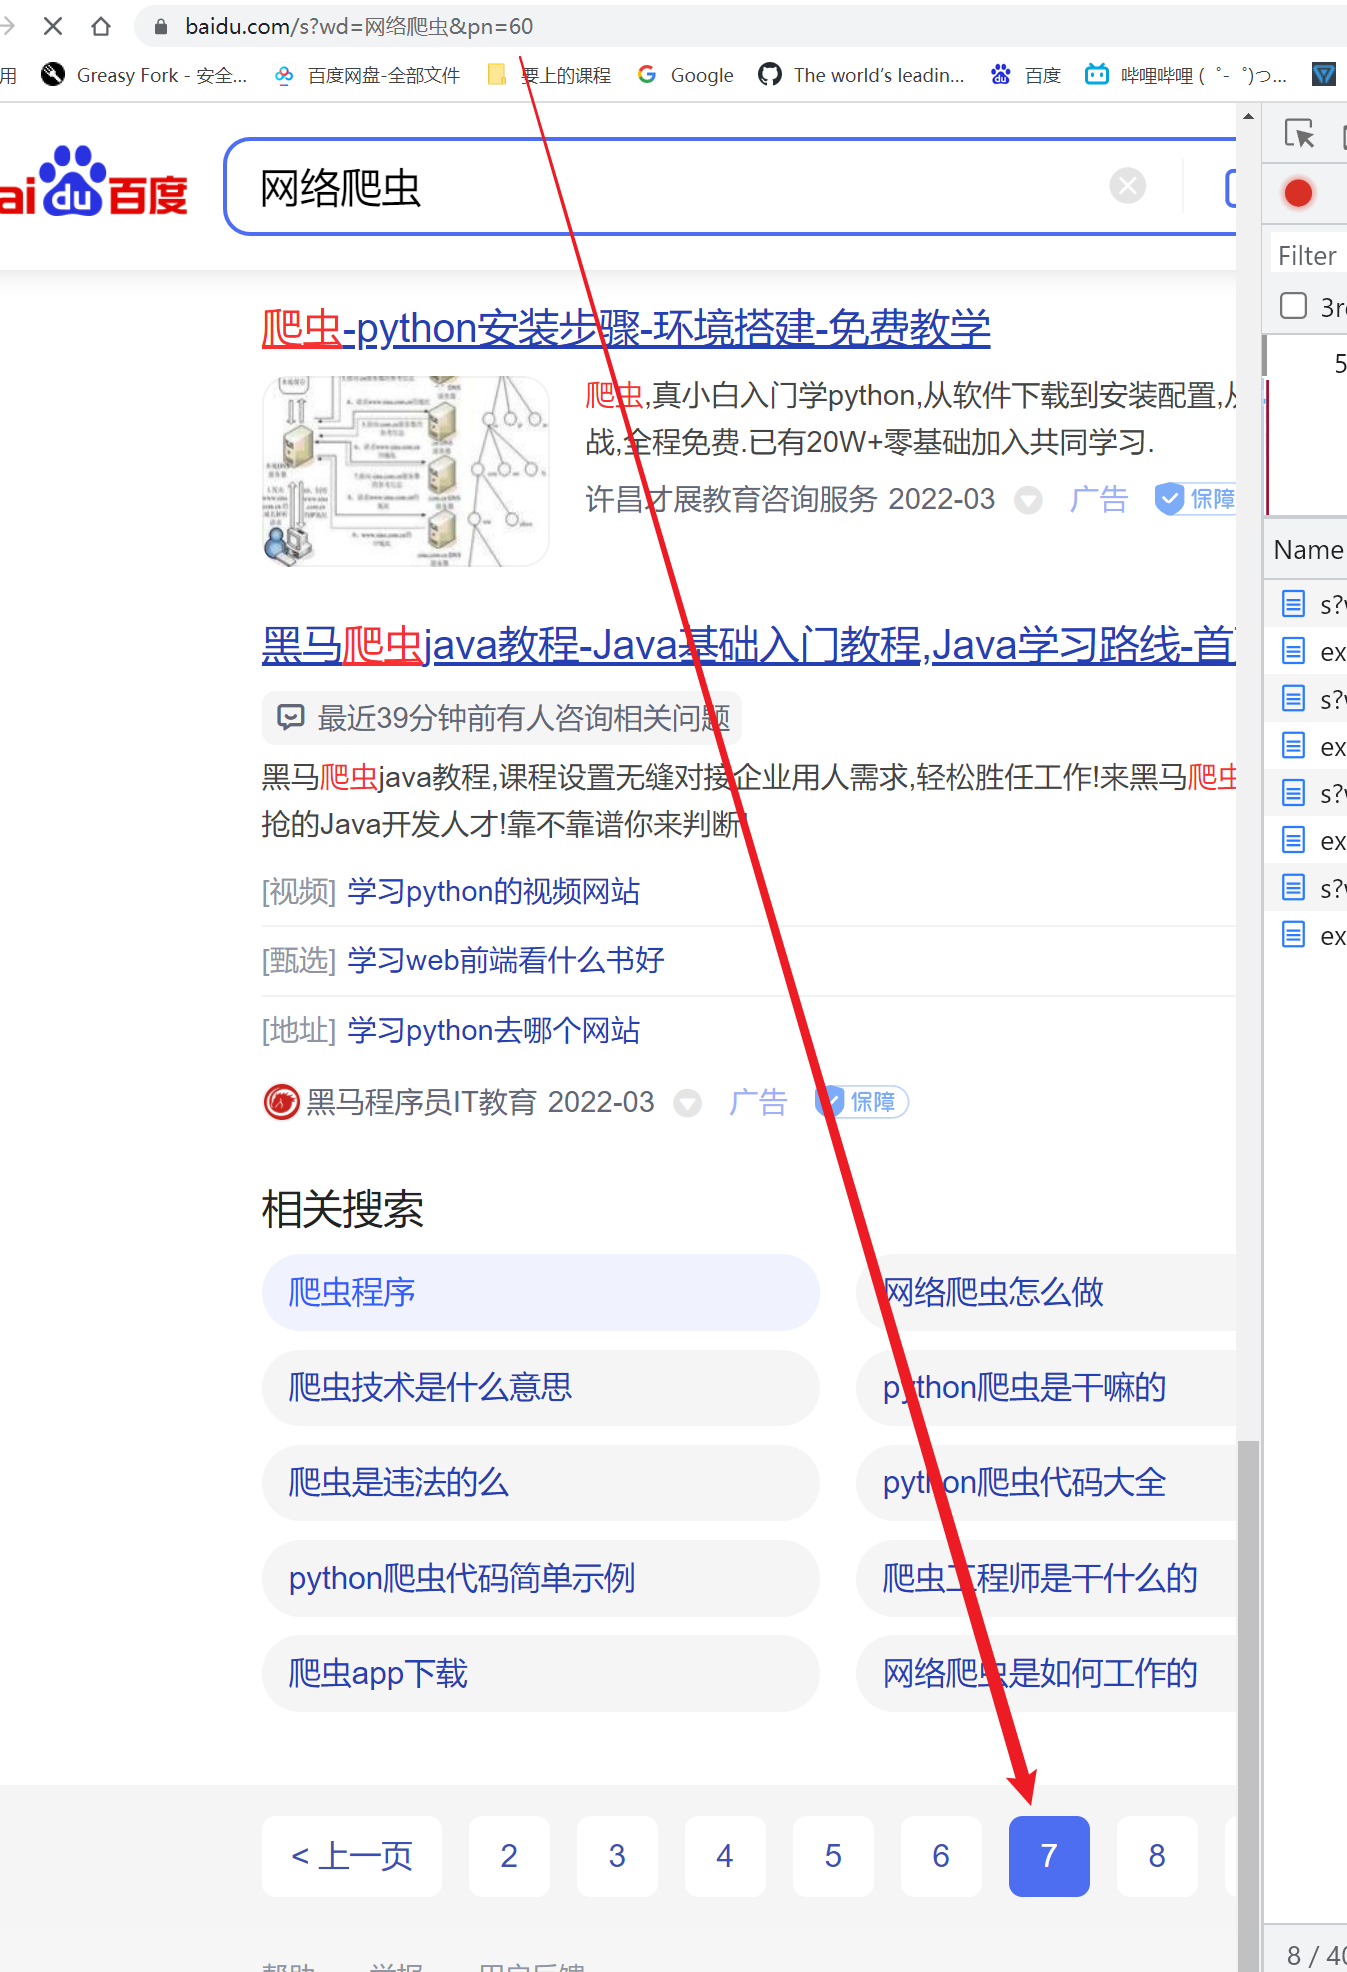 baidu.com/s?wd=网络爬虫&pn=60
用 Greasy Fork - 安全... 百度网盘-全部文件 要上的课程 Google The world's leadin... 百度 哔哩哔哩 ( ゜- ゜)つ...
ai du 百度 网络爬虫
Filter
3r
爬虫-python安装步骤-环境搭建-免费教学
5
爬虫,真小白入门学python,从软件下载到安装配置,从
战,全程免费.已有20W+零基础加入共同学习.
许昌才展教育咨询服务 2022-03 广告 保障
Name
s?
黑马爬虫java教程-Java基础入门教程,Java学习路线-首
ex
最近39分钟前有人咨询相关问题
s?
ex
黑马爬虫java教程,课程设置无缝对接企业用人需求,轻松胜任工作!来黑马爬虫
s?
抢的Java开发人才!靠不靠谱你来判断!
ex
[视频] 学习python的视频网站
s?
ex
[甄选] 学习web前端看什么书好
[地址] 学习python去哪个网站
黑马程序员IT教育 2022-03 广告 保障
相关搜索
爬虫程序 网络爬虫怎么做
爬虫技术是什么意思 python爬虫是干嘛的
爬虫是违法的么 python爬虫代码大全
python爬虫代码简单示例 爬虫工程师是干什么的
爬虫app下载 网络爬虫是如何工作的
< 上一页 2 3 4 5 6 7 8
8 / 40
帮助 举报 用户反馈